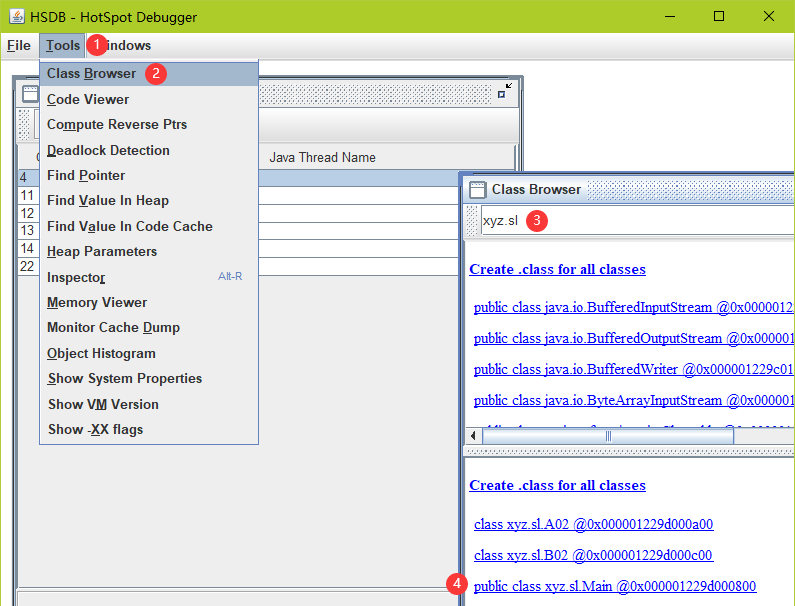 HSDB - HotSpot Debugger
File Tools 1 indows
Class Browser 2
Code Viewer
Compute Reverse Ptrs
Deadlock Detection
Find Pointer
Find Value In Heap
Find Value In Code Cache
Heap Parameters
Inspector Alt-R
Memory Viewer
Monitor Cache Dump
Object Histogram
Show System Properties
Show VM Version
Show -XX flags
Java Thread Name
4
11
12
13
14
22
Class Browser
xyz.sl 3
Create .class for all classes
public class java.io.BufferedInputStream @0x0000012
public class java.io.BufferedOutputStream @0x000001
public class java.io.BufferedWriter @0x000001229c01
public class java.io.ByteArrayInputStream @0x000001
Create .class for all classes
class xyz.sl.A02 @0x000001229d000a00
class xyz.sl.B02 @0x000001229d000c00
4 public class xyz.sl.Main @0x000001229d000800